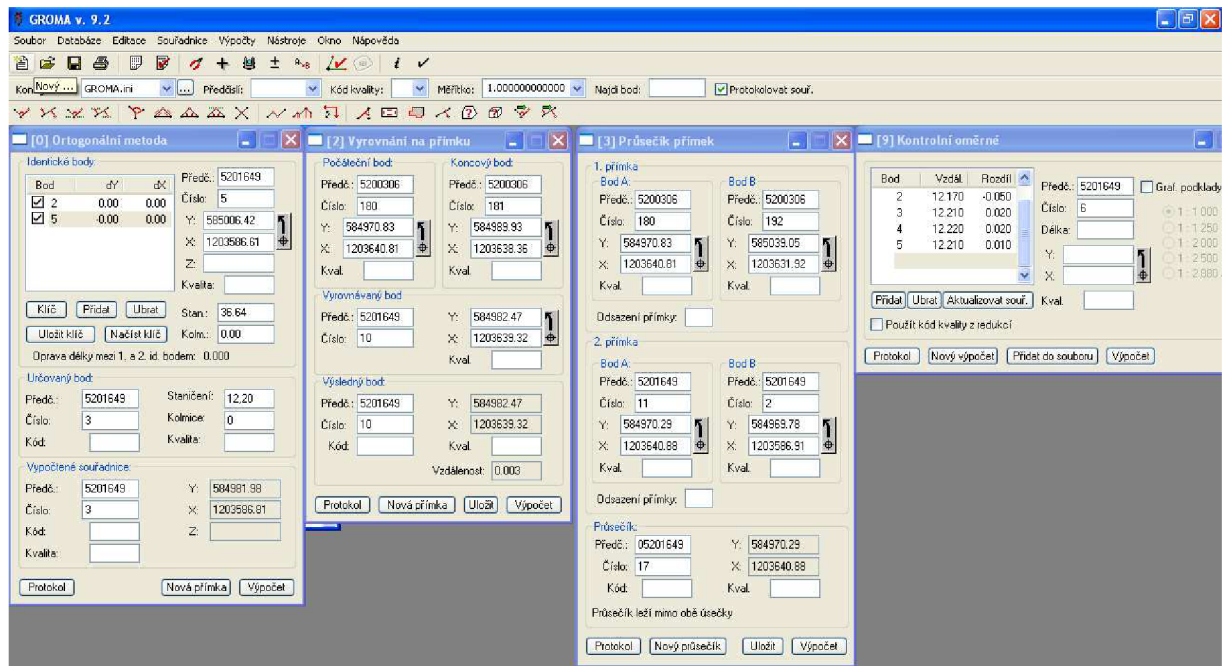 GROMA v. 9.2
Soubor Databáze Editace Souřadnice Výpočty Nástroje Okno Nápověda
Kon Nový ... GROMA.ini ... Předčíslí: Kód kvality: Měřítko: 1.000000000000 Najdi bod: Protokolovat souř.
[0] Ortogonální metoda
Identické body:
Bod dY dX
2 0.00 0.00
5 -0.00 0.00
Předč.: 5201649
Číslo: 5
Y: 585006.42
X: 1203586.61
Z:
Kvalita:
Klíč Přidat Ubrat Stan.: 36.64
Uložit klíč Načíst klíč Kolm.: 0.00
Oprava délky mezi 1. a 2. id. bodem: 0.000
Určovaný bod:
Předč.: 5201649 Staničení: 12,20
Číslo: 3 Kolmice: 0
Kód: Kvalita:
Vypočtené souřadnice:
Předč.: 5201649 Y: 584981.98
Číslo: 3 X: 1203586.81
Kód: Z:
Kvalita:
Protokol Nová přímka Výpočet
[2] Vyrovnání na přímku
Počáteční bod: Koncový bod:
Předč.: 5200306 Předč.: 5200306
Číslo: 180 Číslo: 181
Y: 584970.83 Y: 584989.93
X: 1203640.81 X: 1203638.36
Kval. Kval.
Vyrovnávaný bod
Předč.: 5201649 Y: 584982.47
Číslo: 10 X: 1203639.32
Kval.
Výsledný bod:
Předč.: 5201649 Y: 584982.47
Číslo: 10 X: 1203639.32
Kód: Kval.
Vzdálenost: 0.003
Protokol Nová přímka Uložit Výpočet
[3] Průsečík přímek
1. přímka
Bod A: Bod B
Předč.: 5200306 Předč.: 5200306
Číslo: 180 Číslo: 192
Y: 584970.83 Y: 585039.05
X: 1203640.81 X: 1203631.92
Kval. Kval.
Odsazení přímky:
2. přímka
Bod A: Bod B
Předč.: 5201649 Předč.: 5201649
Číslo: 11 Číslo: 2
Y: 584970.29 Y: 584969.78
X: 1203640.88 X: 1203586.91
Kval. Kval.
Odsazení přímky:
Průsečík:
Předč.: 05201649 Y: 584970.29
Číslo: 17 X: 1203640.88
Kód: Kval.
Průsečík leží mimo obě úsečky
Protokol Nový průsečík Uložit Výpočet
[9] Kontrolní oměrné
Bod Vzdál. Rozdíl
2 12.170 -0.050
3 12.210 0.020
4 12.220 0.020
5 12.210 0.010
Předč.: 5201649 Graf. podklady
Číslo: 6 1 : 1 000
Délka: 1 : 1 250
1 : 2 000
Y: 1 : 2 500
X: 1 : 2 880
Přidat Ubrat Aktualizovat souř. Kval.
Použít kód kvality z redukcí
Protokol Nový výpočet Přidat do souboru Výpočet